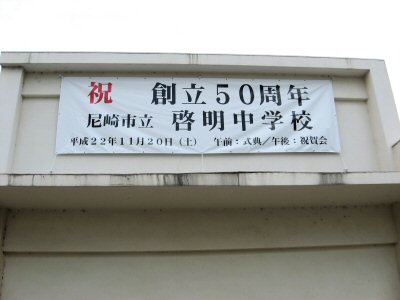 祝 創立50周年
尼崎市立 啓明中学校
平成22年11月20日(土) 午前:式典/午後:祝賀会